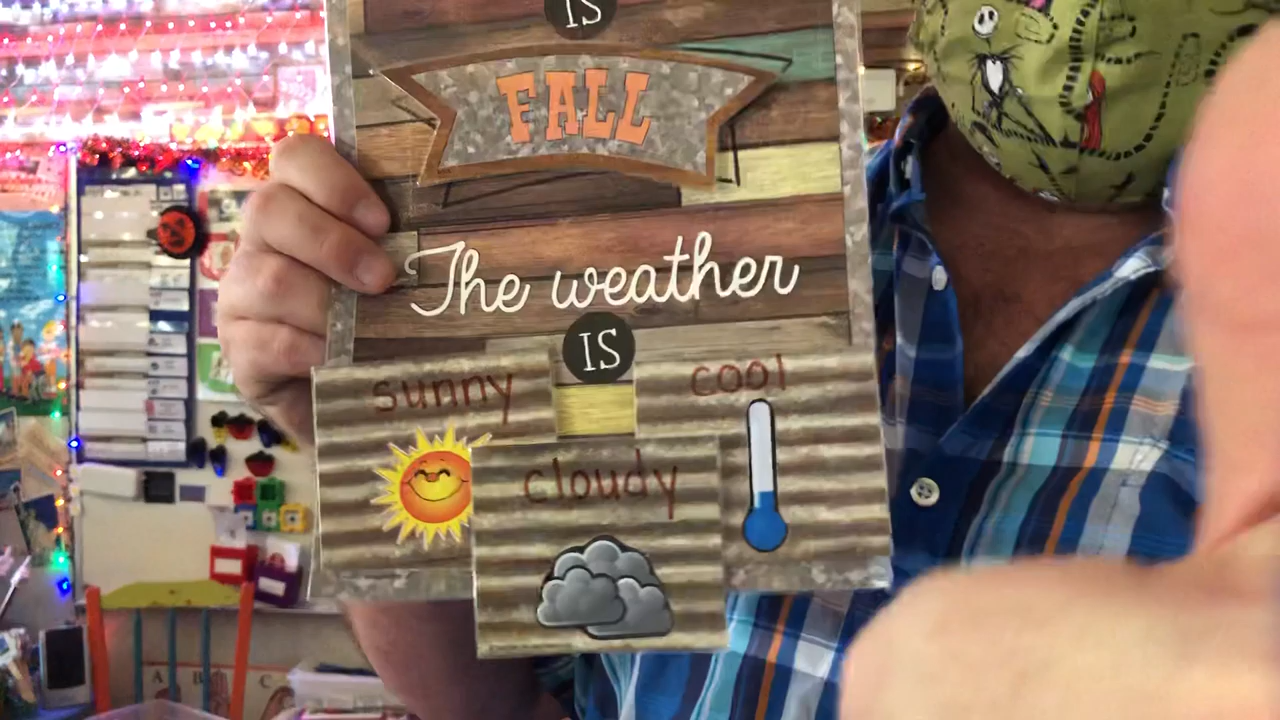 IS
FALL
The weather
IS
sunny
cool
cloudy
A B C